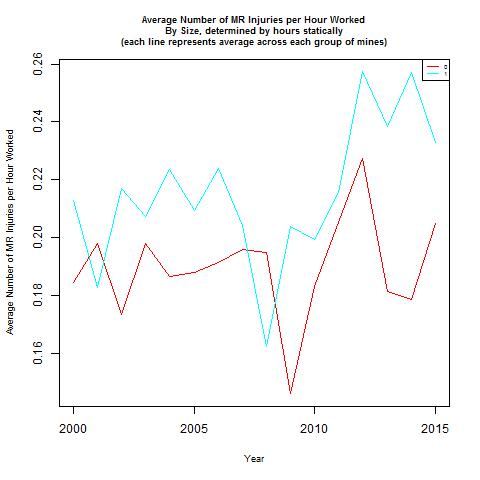 Average Number of MR Injuries per Hour Worked
By Size, determined by hours statically
(each line represents average across each group of mines)
0
1
Average Number of MR Injuries per Hour Worked
0.26
0.24
0.22
0.20
0.18
0.16
2000
2005
2010
2015
Year